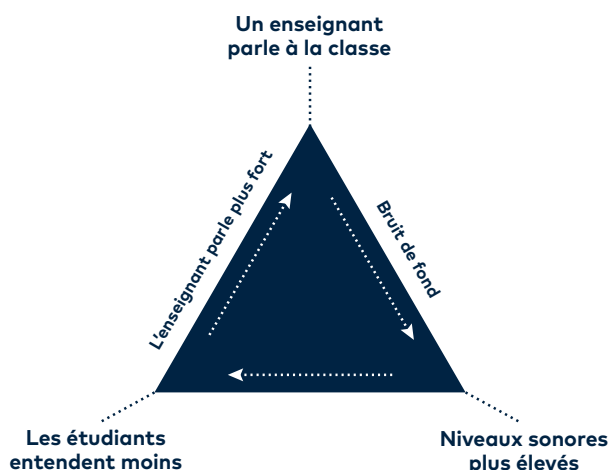 Un enseignant
parle à la classe
L'enseignant parle plus fort
Bruit de fond
Les étudiants
entendent moins
Niveaux sonores
plus élevés